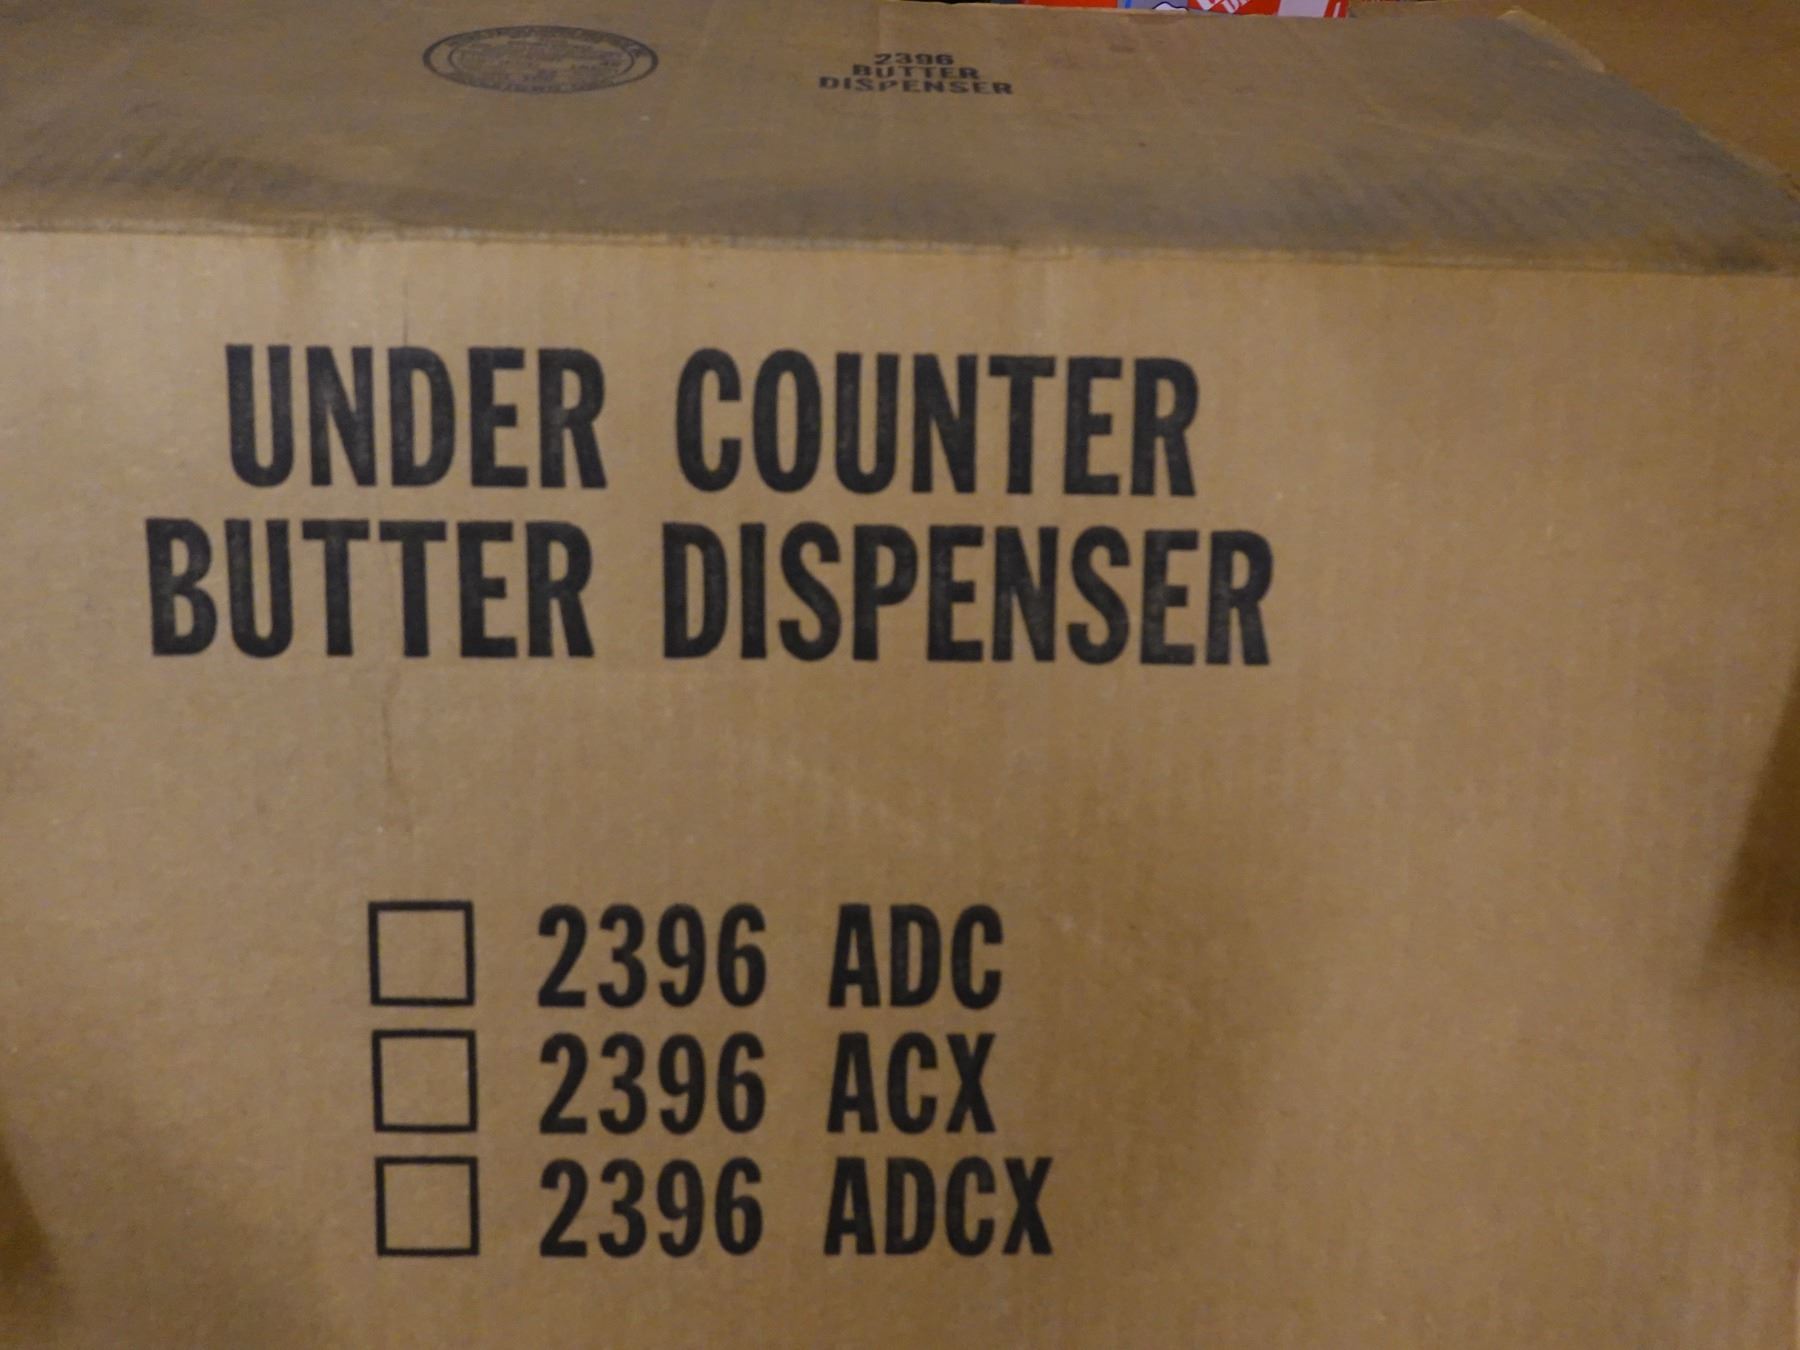 2396
BUTTER
DISPENSER
UNDER COUNTER
BUTTER DISPENSER
2396 ADC
2396 ACX
2396 ADCX